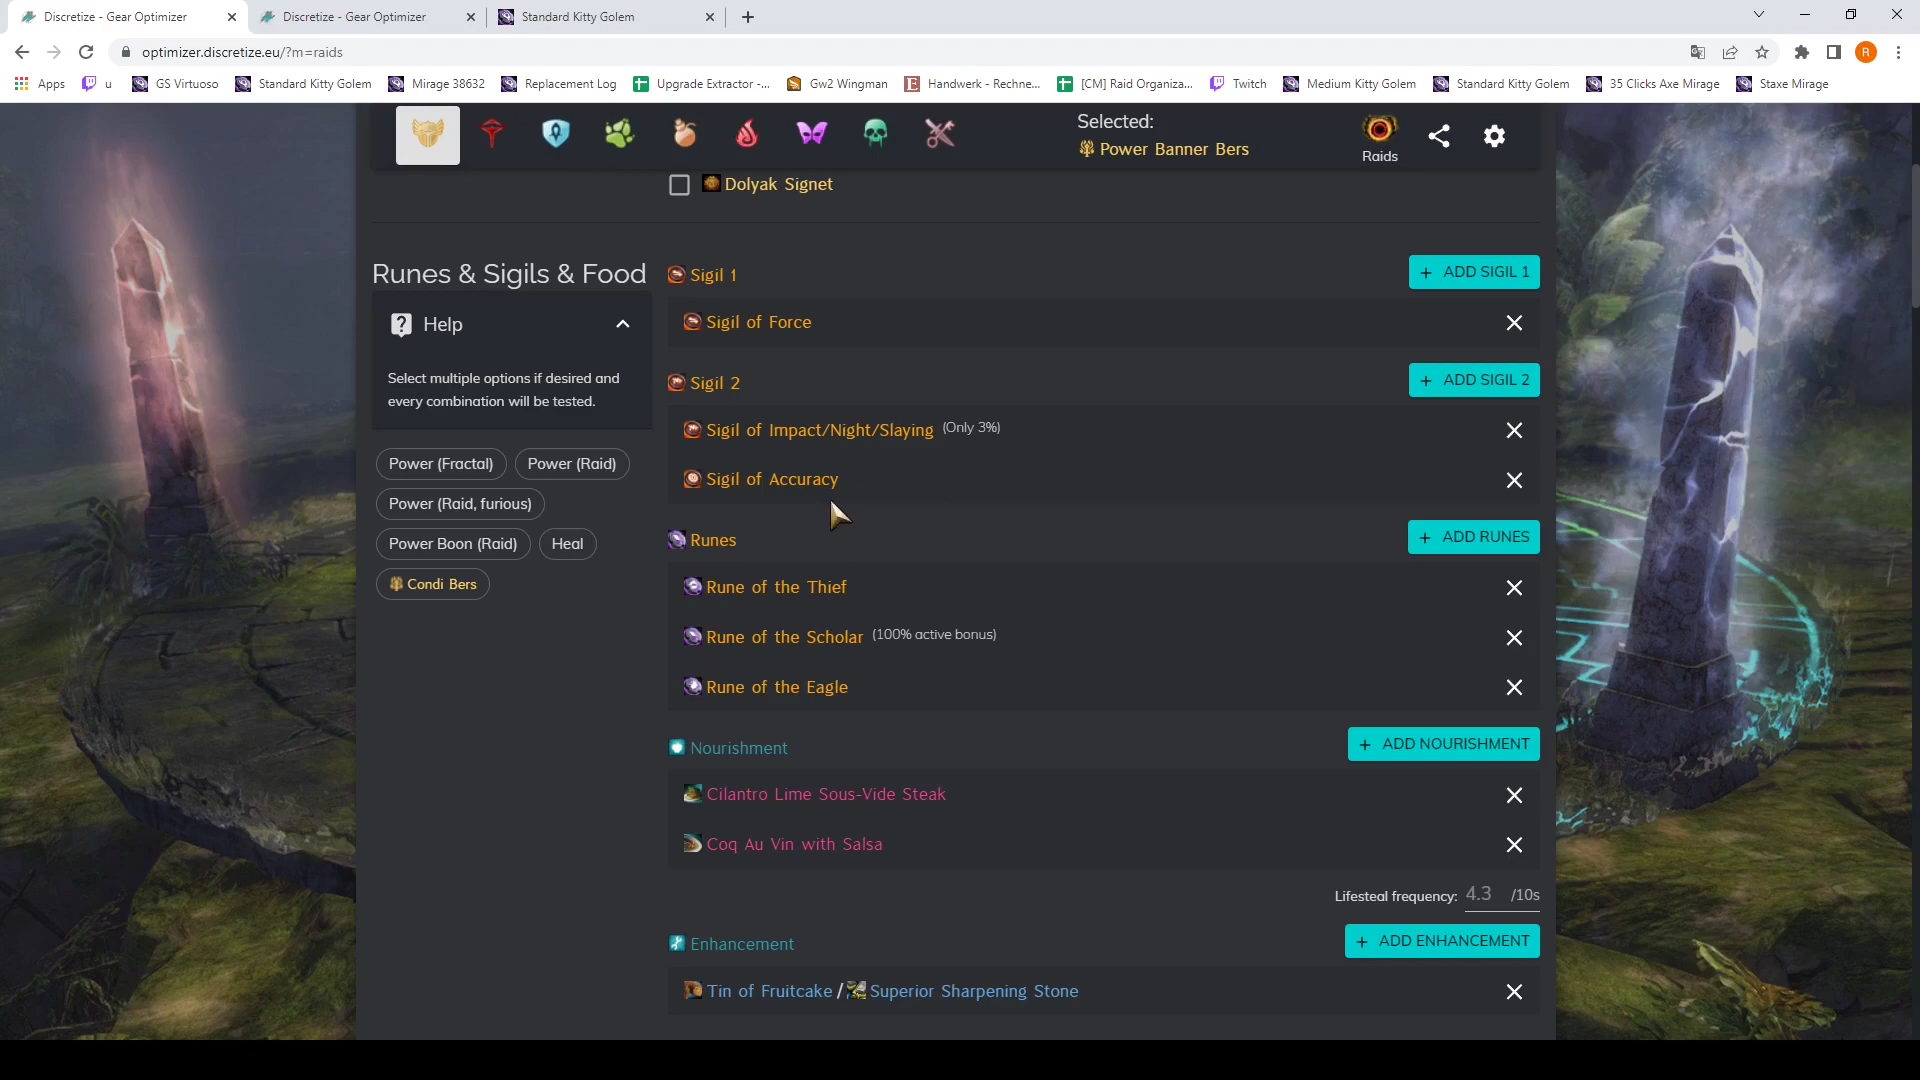 Discretize - Gear Optimizer
Discretize - Gear Optimizer
Standard Kitty Golem
optimizer.discretize.eu/?m=raids
R
Apps
u
GS Virtuoso
Standard Kitty Golem
Mirage 38632
Replacement Log
Upgrade Extractor -...
Gw2 Wingman
Handwerk - Rechne...
[CM] Raid Organiza...
Twitch
Medium Kitty Golem
Standard Kitty Golem
35 Clicks Axe Mirage
Staxe Mirage
Selected:
Power Banner Bers
Raids
Dolyak Signet
Runes & Sigils & Food
Help
Select multiple options if desired and
every combination will be tested.
Power (Fractal)
Power (Raid)
Power (Raid, furious)
Power Boon (Raid)
Heal
Condi Bers
Sigil 1
+ ADD SIGIL 1
Sigil of Force
Sigil 2
+ ADD SIGIL 2
Sigil of Impact/Night/Slaying (Only 3%)
Sigil of Accuracy
Runes
+ ADD RUNES
Rune of the Thief
Rune of the Scholar (100% active bonus)
Rune of the Eagle
Nourishment
+ ADD NOURISHMENT
Cilantro Lime Sous-Vide Steak
Coq Au Vin with Salsa
Lifesteal frequency: 4.3 /10s
Enhancement
+ ADD ENHANCEMENT
Tin of Fruitcake / Superior Sharpening Stone